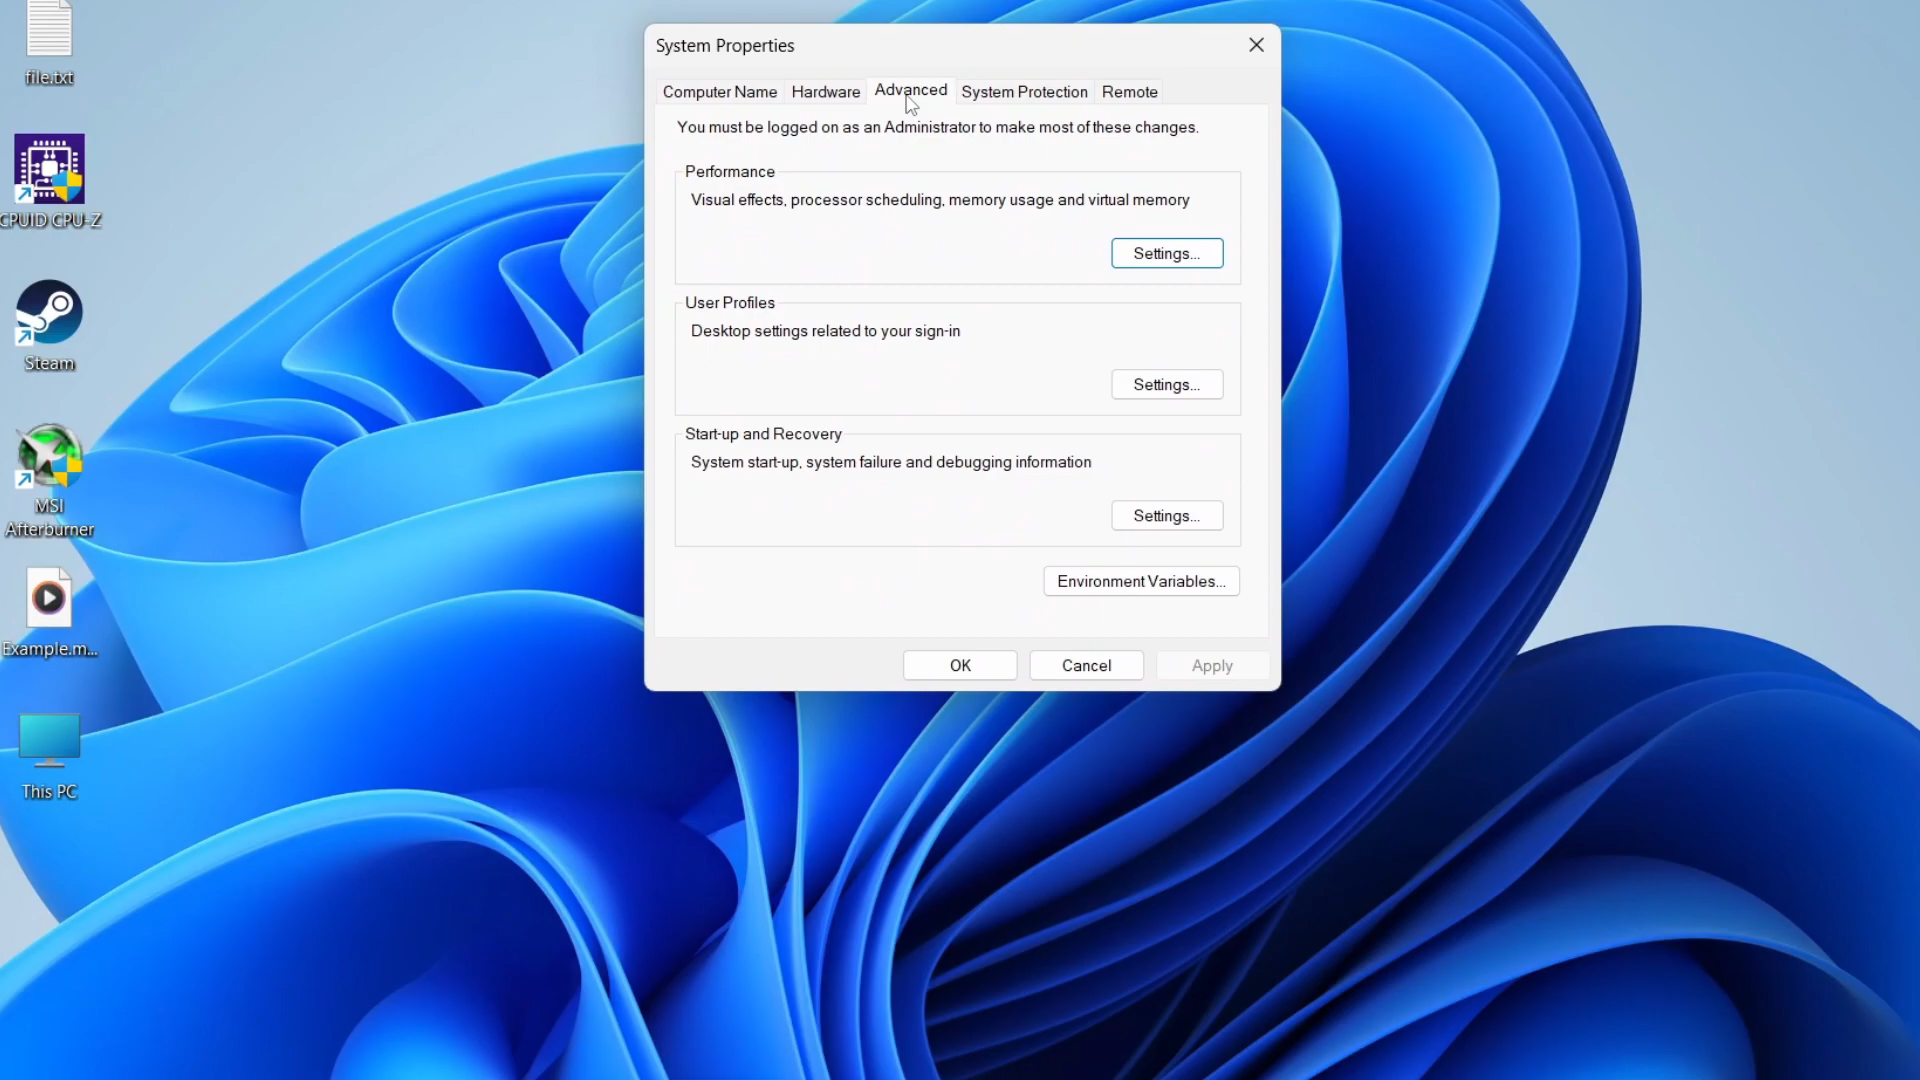 file.txt
CPUID CPU-Z
Steam
MSI
Afterburner
Example.m...
This PC
System Properties
Computer Name Hardware Advanced System Protection Remote
You must be logged on as an Administrator to make most of these changes.
Performance
Visual effects, processor scheduling, memory usage and virtual memory
Settings...
User Profiles
Desktop settings related to your sign-in
Settings...
Start-up and Recovery
System start-up, system failure and debugging information
Settings...
Environment Variables...
OK Cancel Apply